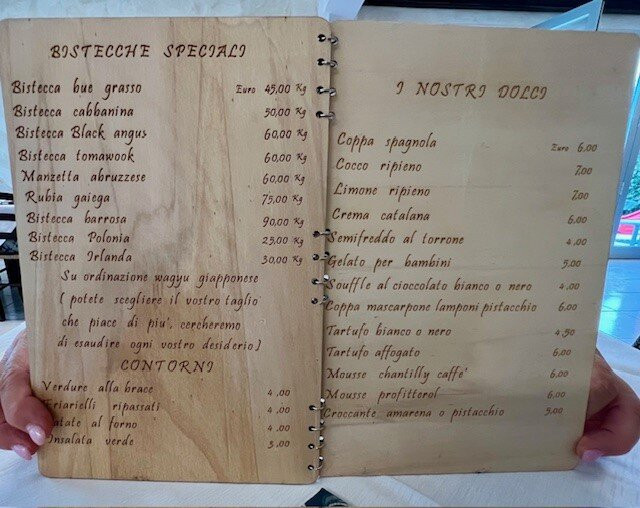 BISTECCHE SPECIALI
Bistecca bue grasso Euro 45,00 Kg
Bistecca cabbanina 50,00 Kg
Bistecca Black angus 60,00 Kg
Bistecca tomawook 60,00 Kg
Manzetta abruzzese 60,00 Kg
Rubia gaiega 75,00 Kg
Bistecca barrosa 90,00 Kg
Bistecca Polonia 25,00 Kg
Bistecca Irlanda 30,00 Kg
Su ordinazione wagyu giapponese
( potete scegliere il vostro taglio
che piace di piu', cercheremo
di esaudire ogni vostro desiderio)
CONTORNI
Verdure alla brace 4 ,00
Friarielli ripassati 4 ,00
Patate al forno 4 ,00
Insalata verde 3 ,00
I NOSTRI DOLCI
Coppa spagnola Euro 6,00
Cocco ripieno 7,00
Limone ripieno 7,00
Crema catalana 6,00
Semifreddo al torrone 4 ,00
Gelato per bambini 5,00
Souffle al cioccolato bianco o nero 4,00
Coppa mascarpone lamponi pistacchio 6,00
Tartufo bianco o nero 4,50
Tartufo affogato 6,00
Mousse chantilly caffe' 6,00
Mousse profitterol 6,00
Croccante amarena o pistacchio 5,00